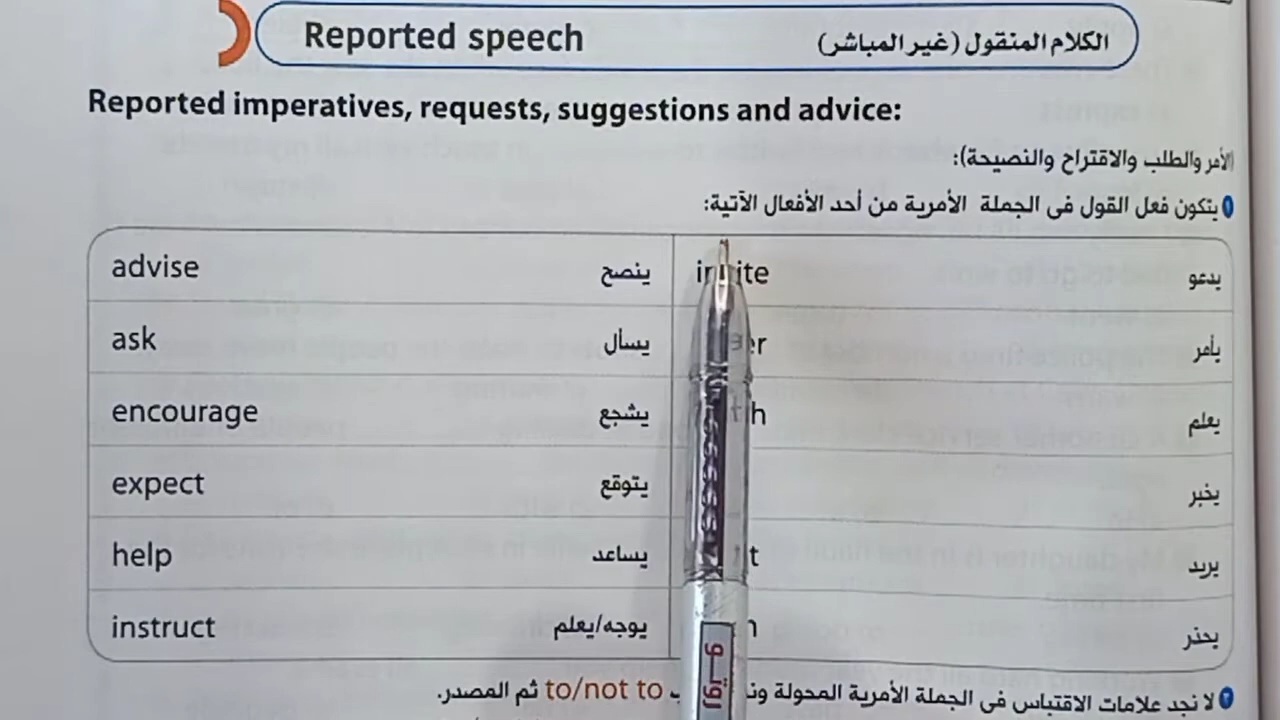 Reported speech الكلام المنقول (غير المباشر)
Reported imperatives, requests, suggestions and advice:
الأمر والطلب والاقتراح والنصيحة):
يتكون فعل القول فى الجملة الأمرية من أحد الأفعال الآتية:
advise ينصح يدعو
ask يسأل يأمر
encourage يشجع يعلم
expect يتوقع يخبر
help يساعد يريد
instruct يوجه/يعلم يحذر
لا نجد علامات الاقتباس فى الجملة الأمرية المحولة to/not to ثم المصدر.